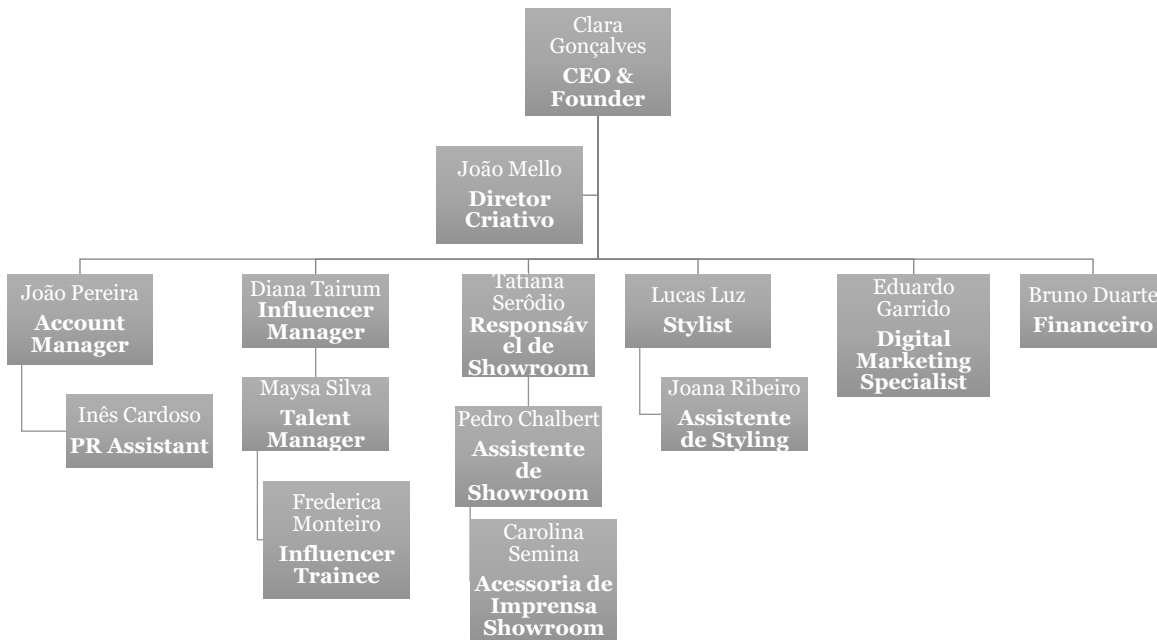 Clara
Gonçalves
CEO &
Founder
João Mello
Diretor
Criativo
João Pereira
Account
Manager
Diana Tairum
Influencer
Manager
Tatiana
Serôdio
Responsáv
el de
Showroom
Lucas Luz
Stylist
Eduardo
Garrido
Digital
Marketing
Specialist
Bruno Duarte
Financeiro
Inês Cardoso
PR Assistant
Maysa Silva
Talent
Manager
Pedro Chalbert
Assistente
de
Showroom
Joana Ribeiro
Assistente
de Styling
Frederica
Monteiro
Influencer
Trainee
Carolina
Semina
Acessoria de
Imprensa
Showroom